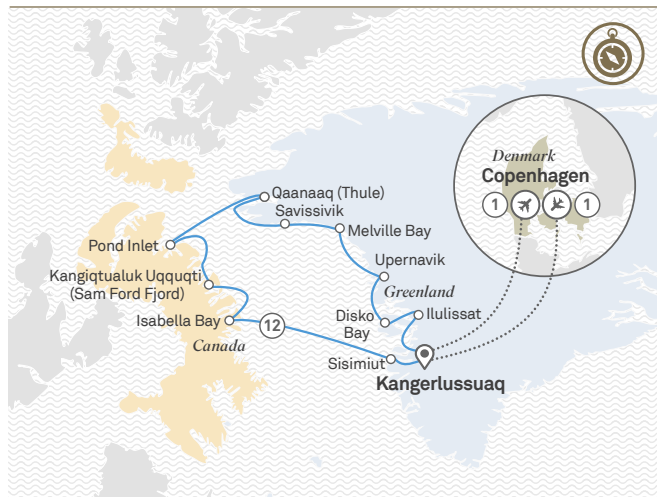 Denmark
Copenhagen
1
1
Qaanaaq (Thule)
Savissivik
Melville Bay
Pond Inlet
Upernavik
Kangiqtualuk Uqquqti
(Sam Ford Fjord)
Greenland
Disko
Bay
Ilulissat
Isabella Bay
12
Canada
Sisimiut
Kangerlussuaq